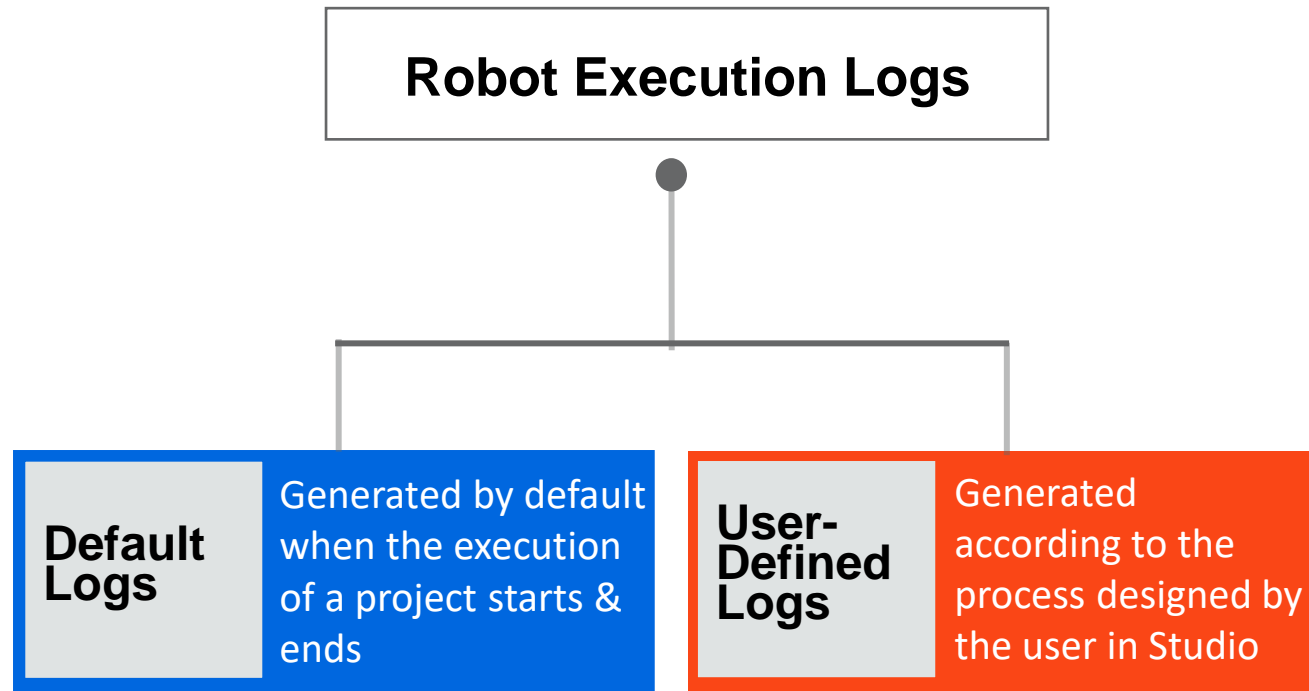 Robot Execution Logs
Default
Logs
Generated by default
when the execution
of a project starts &
ends
User-
Defined
Logs
Generated
according to the
process designed by
the user in Studio